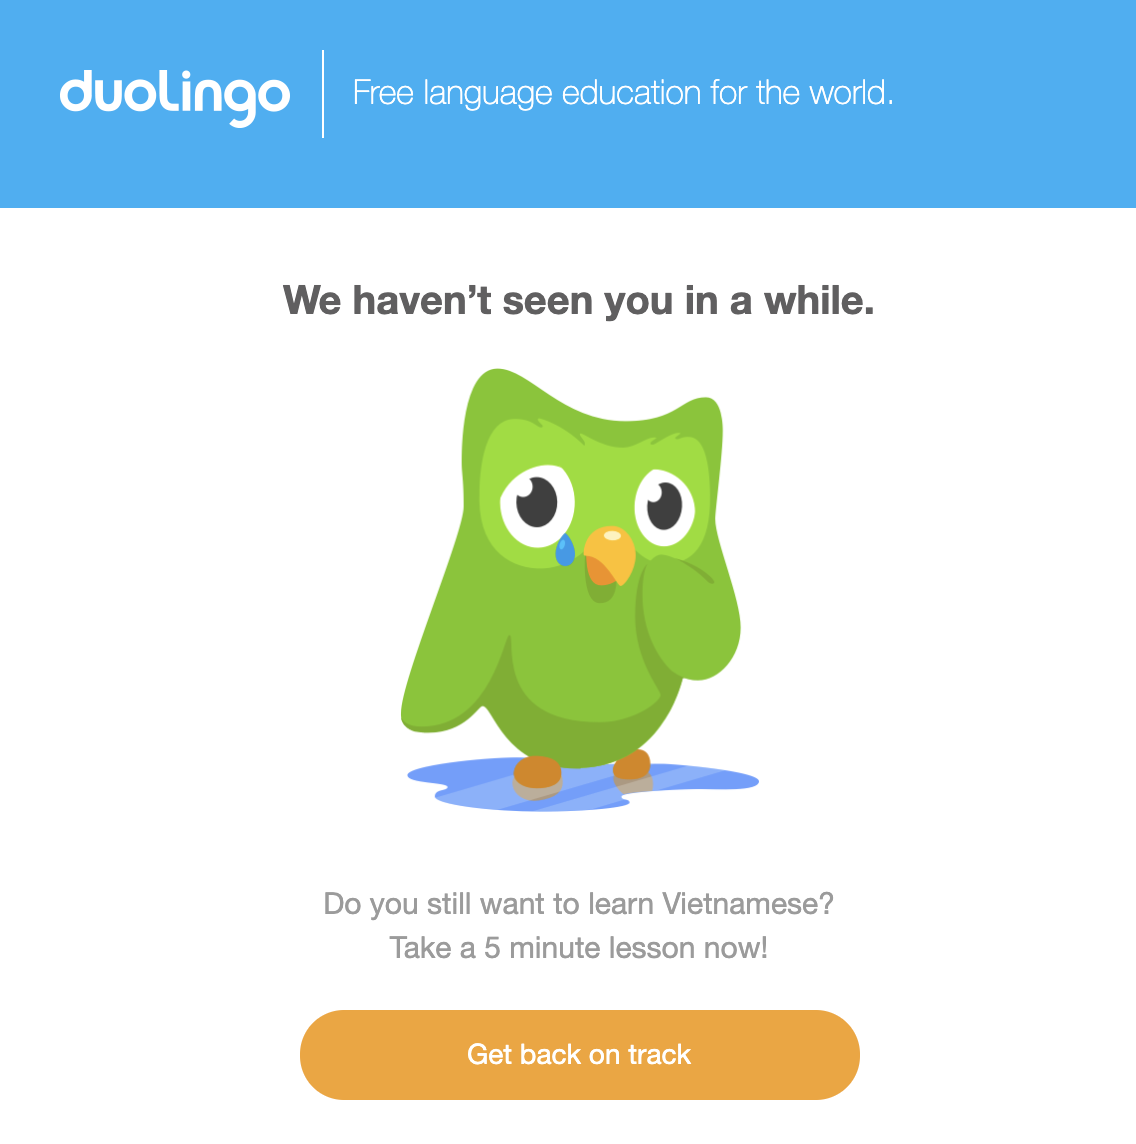 duolingo
Free language education for the world.
We haven’t seen you in a while.
Do you still want to learn Vietnamese?
Take a 5 minute lesson now!
Get back on track